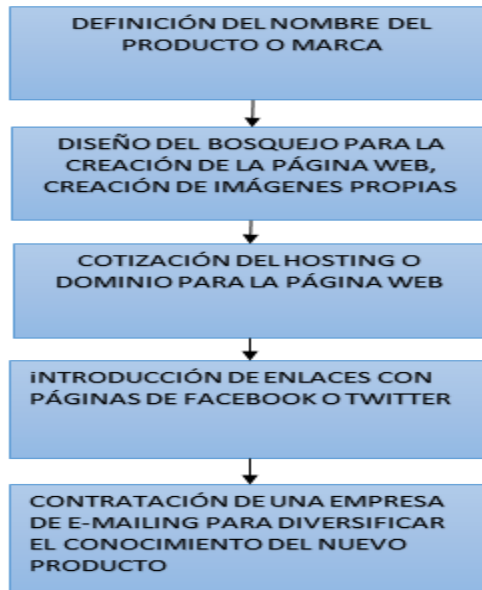 DEFINICIÓN DEL NOMBRE DEL
PRODUCTO O MARCA
DISEÑO DEL BOSQUEJO PARA LA
CREACIÓN DE LA PÁGINA WEB,
CREACIÓN DE IMÁGENES PROPIAS
COTIZACIÓN DEL HOSTING O
DOMINIO PARA LA PÁGINA WEB
iNTRODUCCIÓN DE ENLACES CON
PÁGINAS DE FACEBOOK O TWITTER
CONTRATACIÓN DE UNA EMPRESA
DE E-MAILING PARA DIVERSIFICAR
EL CONOCIMIENTO DEL NUEVO
PRODUCTO